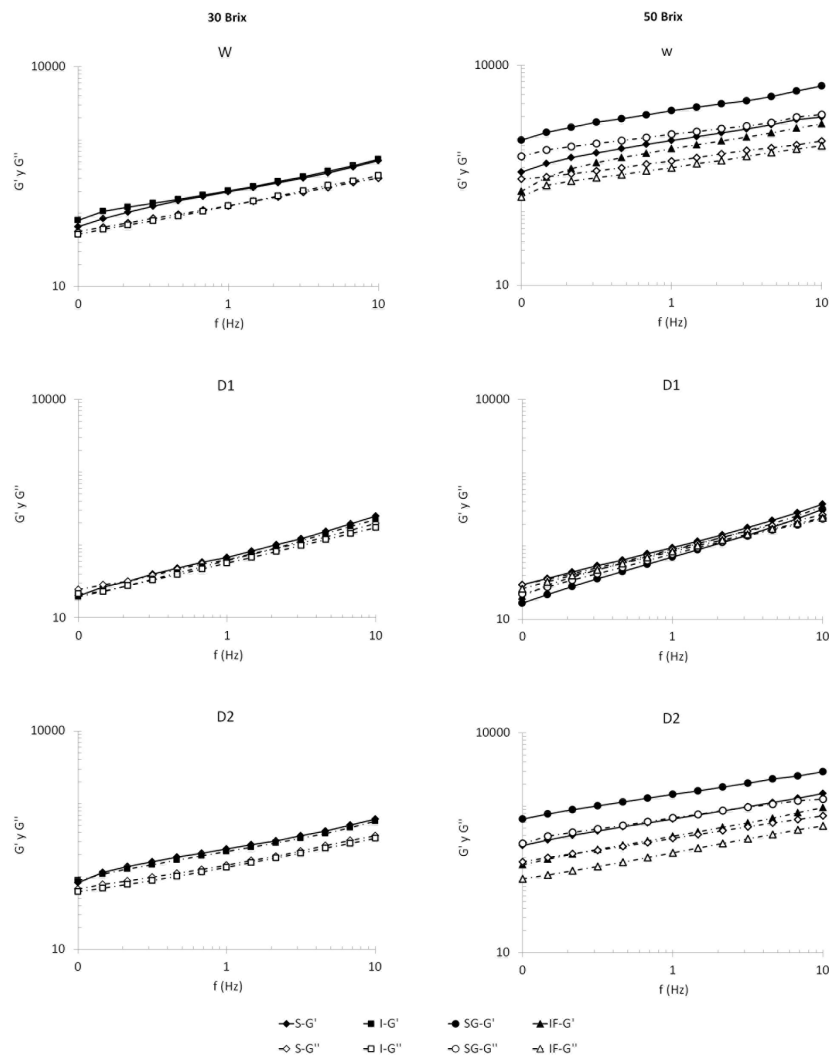 30 Brix
50 Brix
W
10000
G' y G''
10
0
1
10
f (Hz)
w
10000
G' y G''
10
0
1
10
f (Hz)
D1
10000
G' y G''
10
0
1
10
f (Hz)
D1
10000
G' y G''
10
0
1
10
f (Hz)
D2
10000
G' y G''
10
0
1
10
f (Hz)
D2
10000
G' y G''
10
0
1
10
f (Hz)
S-G' I-G' SG-G' IF-G'
S-G'' I-G'' SG-G'' IF-G''